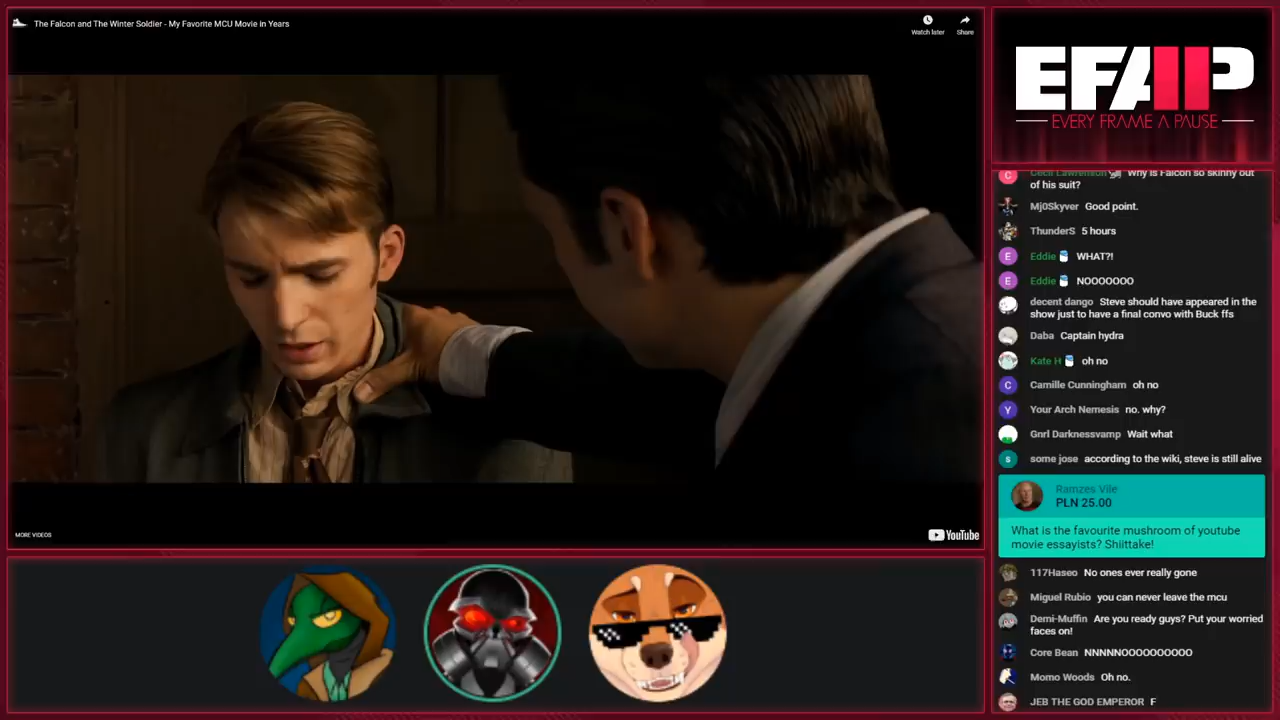 The Falcon and The Winter Soldier - My Favorite MCU Movie in Years
Watch later
Share
MORE VIDEOS
YouTube
EFAP
EVERY FRAME A PAUSE
Cecil Lawrenson Why is Falcon so skinny out
of his suit?
Mj0Skyver Good point.
ThunderS 5 hours
Eddie WHAT?!
Eddie NOOOOOOO
decent dango Steve should have appeared in the
show just to have a final convo with Buck ffs
Daba Captain hydra
Kate H oh no
Camille Cunningham oh no
Your Arch Nemesis no. why?
Gnrl Darknessvamp Wait what
some jose according to the wiki, steve is still alive
Ramzes Vile
PLN 25.00
What is the favourite mushroom of youtube
movie essayists? Shiittake!
117Haseo No ones ever really gone
Miguel Rubio you can never leave the mcu
Demi-Muffin Are you ready guys? Put your worried
faces on!
Core Bean NNNNNOOOOOOOOOO
Momo Woods Oh no.
JEB THE GOD EMPEROR F